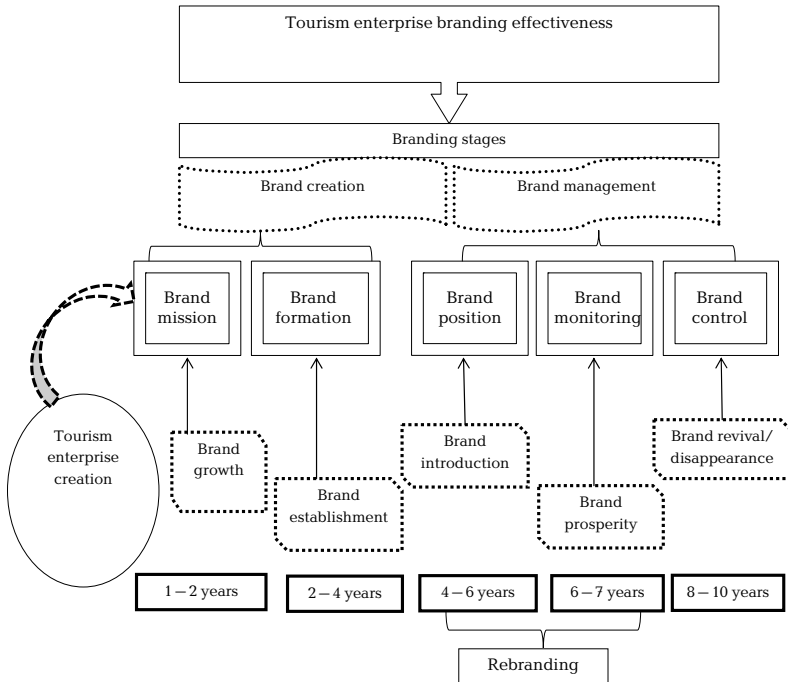 Tourism enterprise branding effectiveness
Branding stages
Brand creation
Brand management
Brand
mission
Brand
formation
Brand
position
Brand
monitoring
Brand
control
Tourism
enterprise
creation
Brand
growth
Brand
establishment
Brand
introduction
Brand
prosperity
Brand revival/
disappearance
1 – 2 years
2 – 4 years
4 – 6 years
6 – 7 years
8 – 10 years
Rebranding